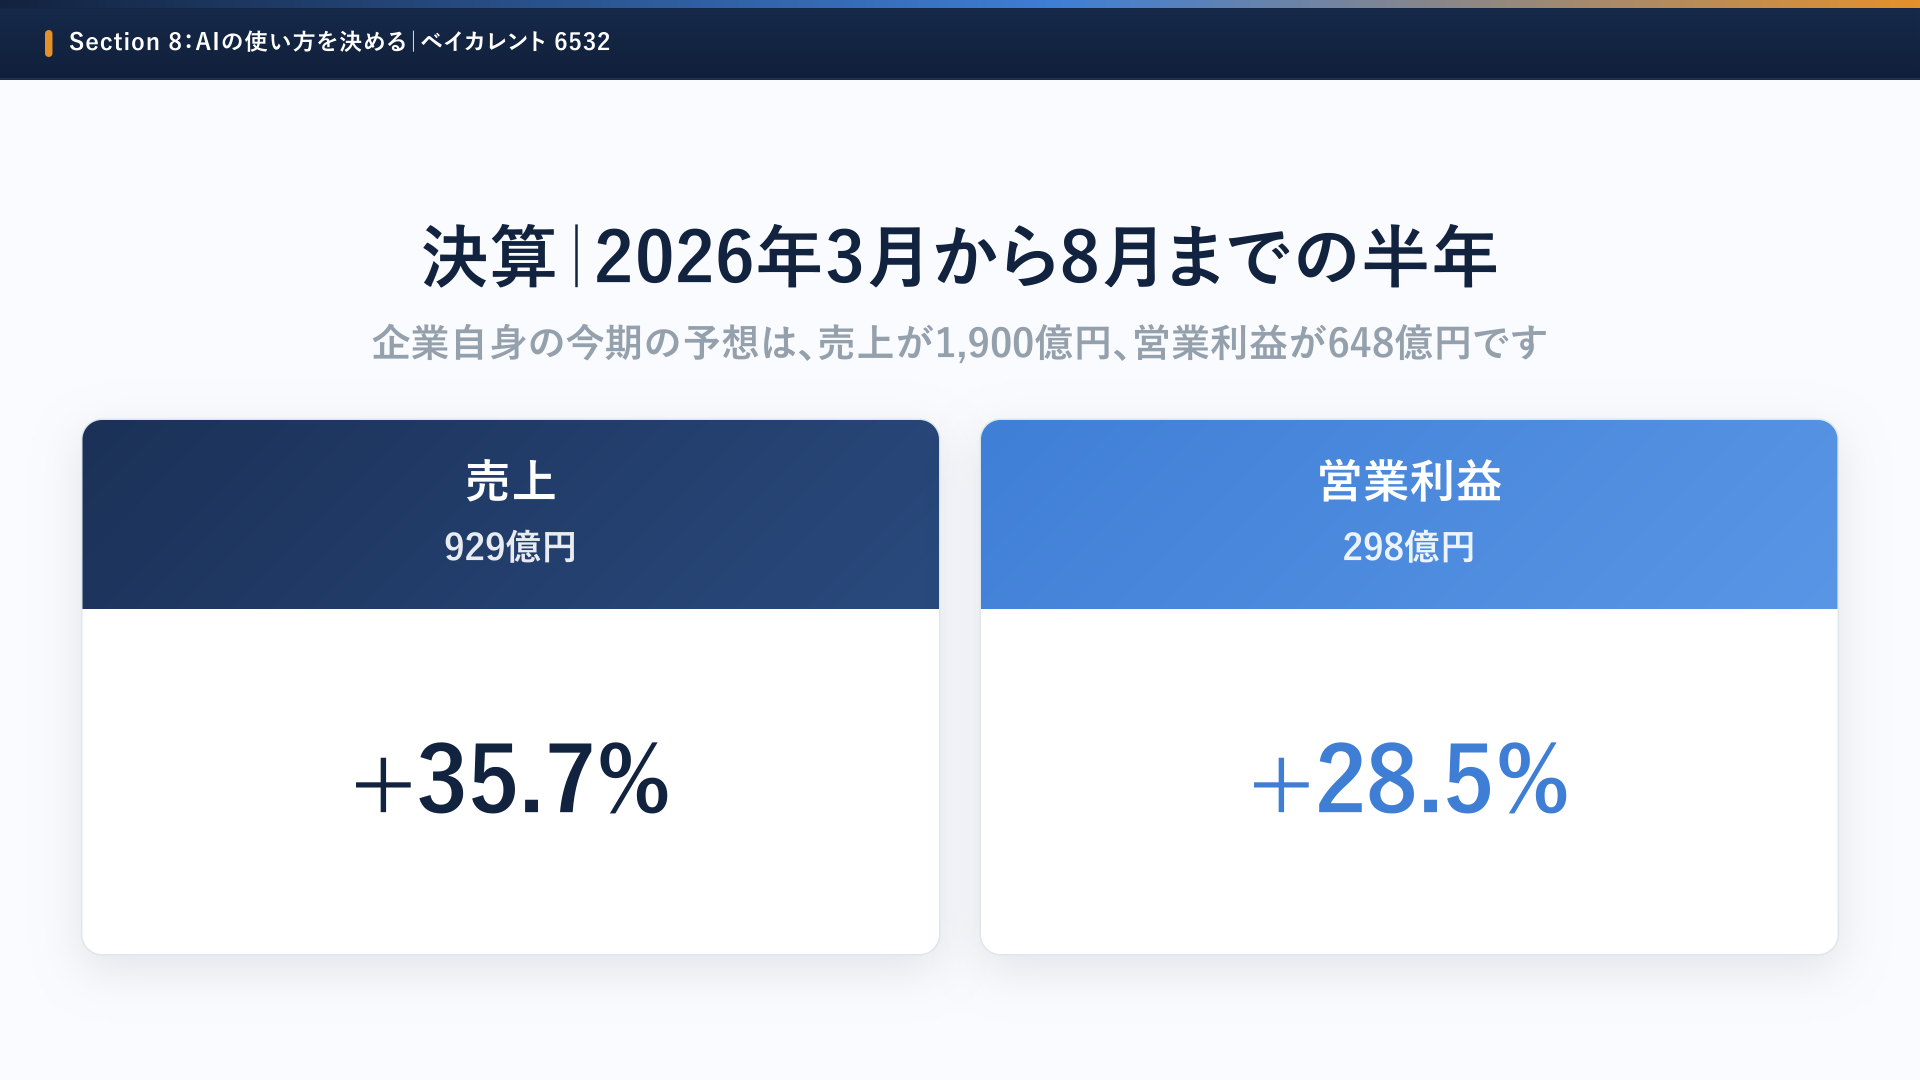 Section 8：AIの使い方を決める｜ベイカレント 6532
決算｜2026年3月から8月までの半年
企業自身の今期の予想は、売上が1,900億円、営業利益が648億円です
売上
929億円
営業利益
298億円
＋35.7%
＋28.5%